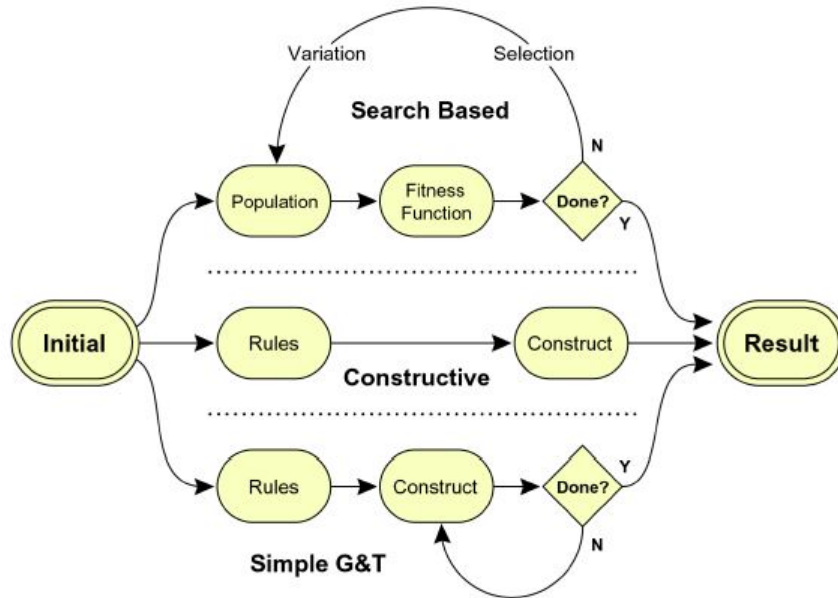 Variation
Selection
Search Based
N
Population
Fitness
Function
Done?
Y
Initial
Rules
Construct
Result
Constructive
Rules
Construct
Done?
Y
N
Simple G&T